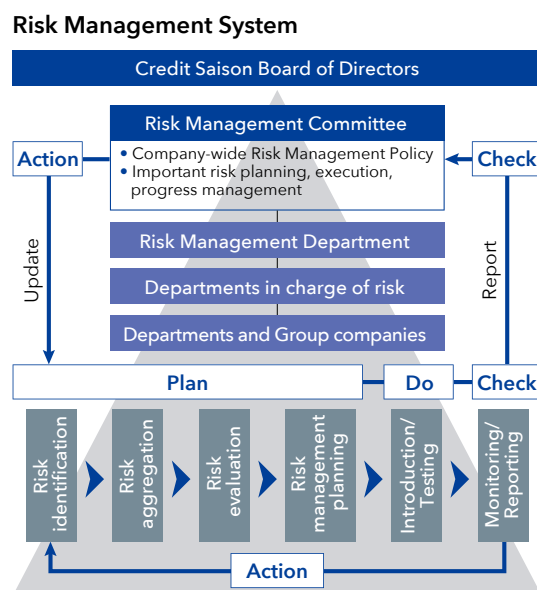 Risk Management System
Credit Saison Board of Directors
Risk Management Committee
• Company-wide Risk Management Policy
• Important risk planning, execution,
progress management
Action
Check
Update
Report
Risk Management Department
Departments in charge of risk
Departments and Group companies
Plan
Do
Check
Risk
identification
Risk
aggregation
Risk
evaluation
Risk
management
planning
Introduction/
Testing
Monitoring/
Reporting
Action